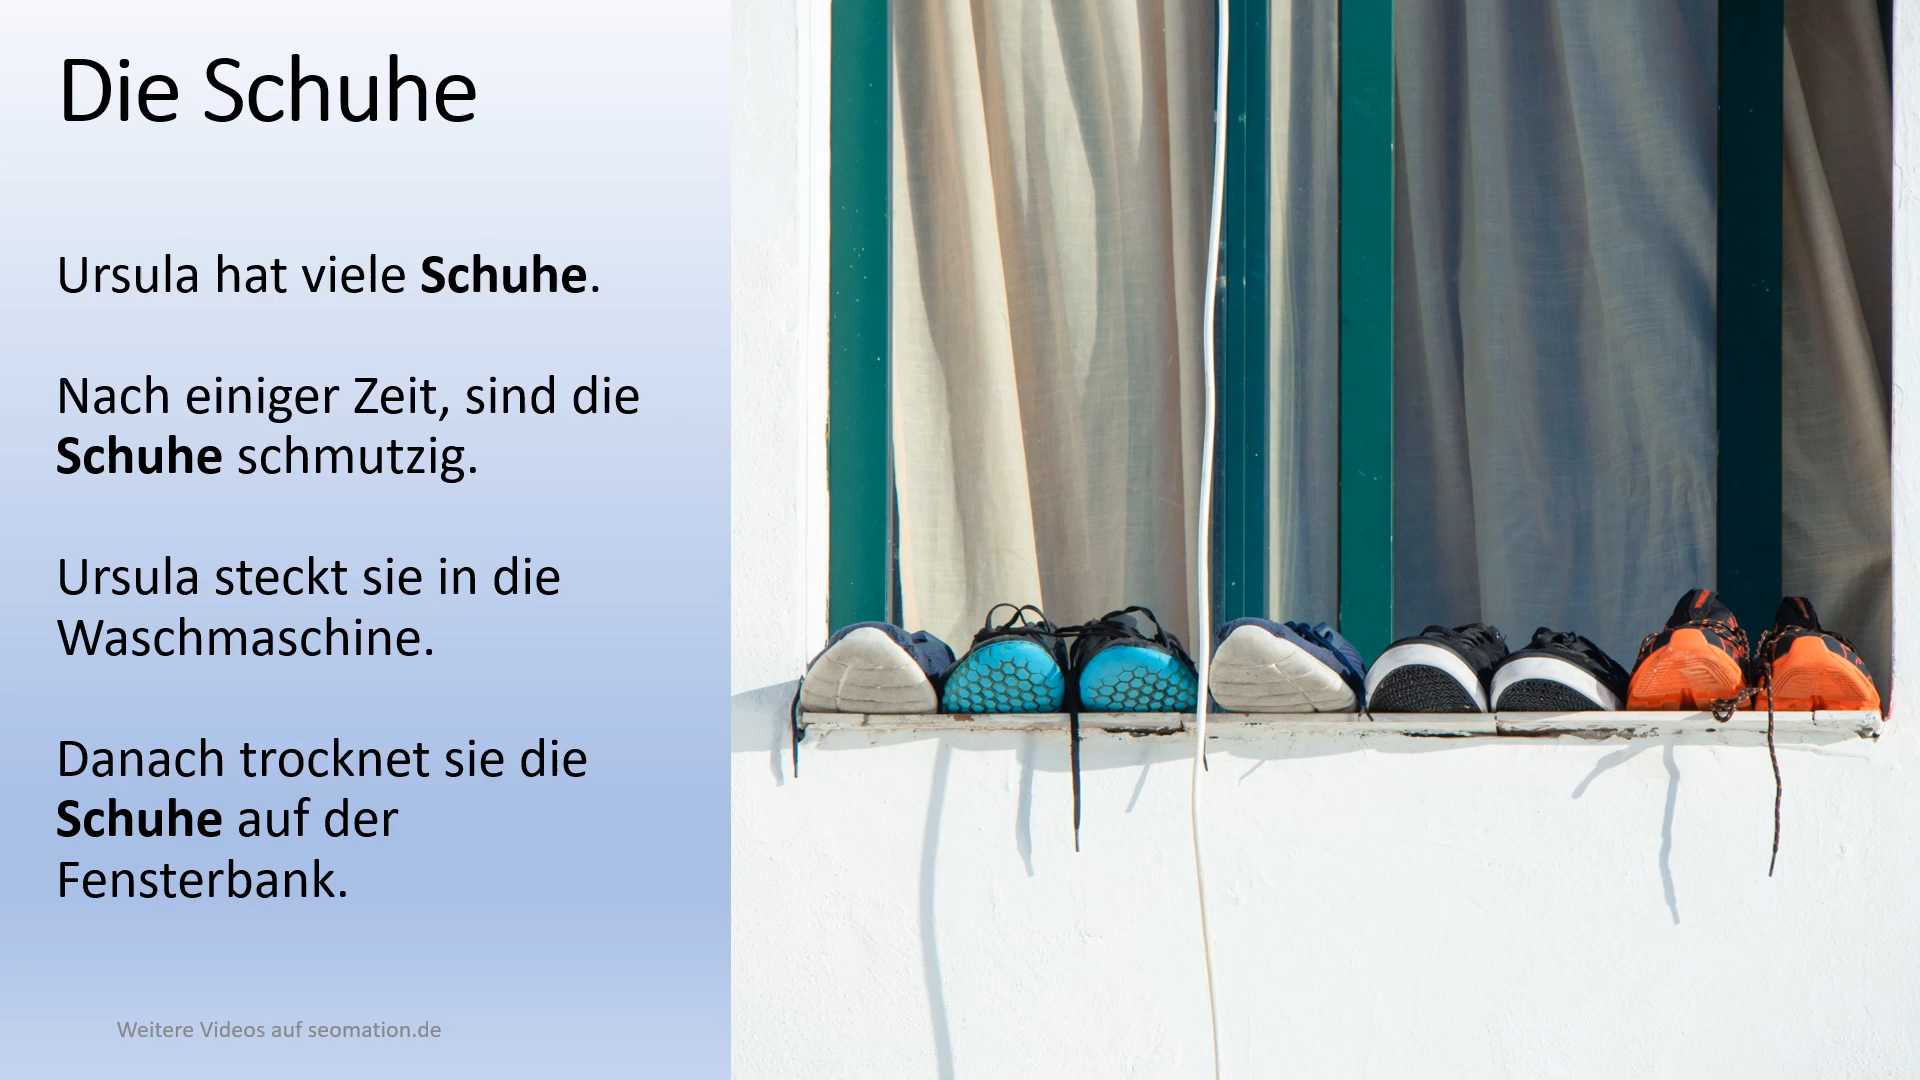 Die Schuhe
Ursula hat viele Schuhe.
Nach einiger Zeit, sind die
Schuhe schmutzig.
Ursula steckt sie in die
Waschmaschine.
Danach trocknet sie die
Schuhe auf der
Fensterbank.
Weitere Videos auf seomation.de